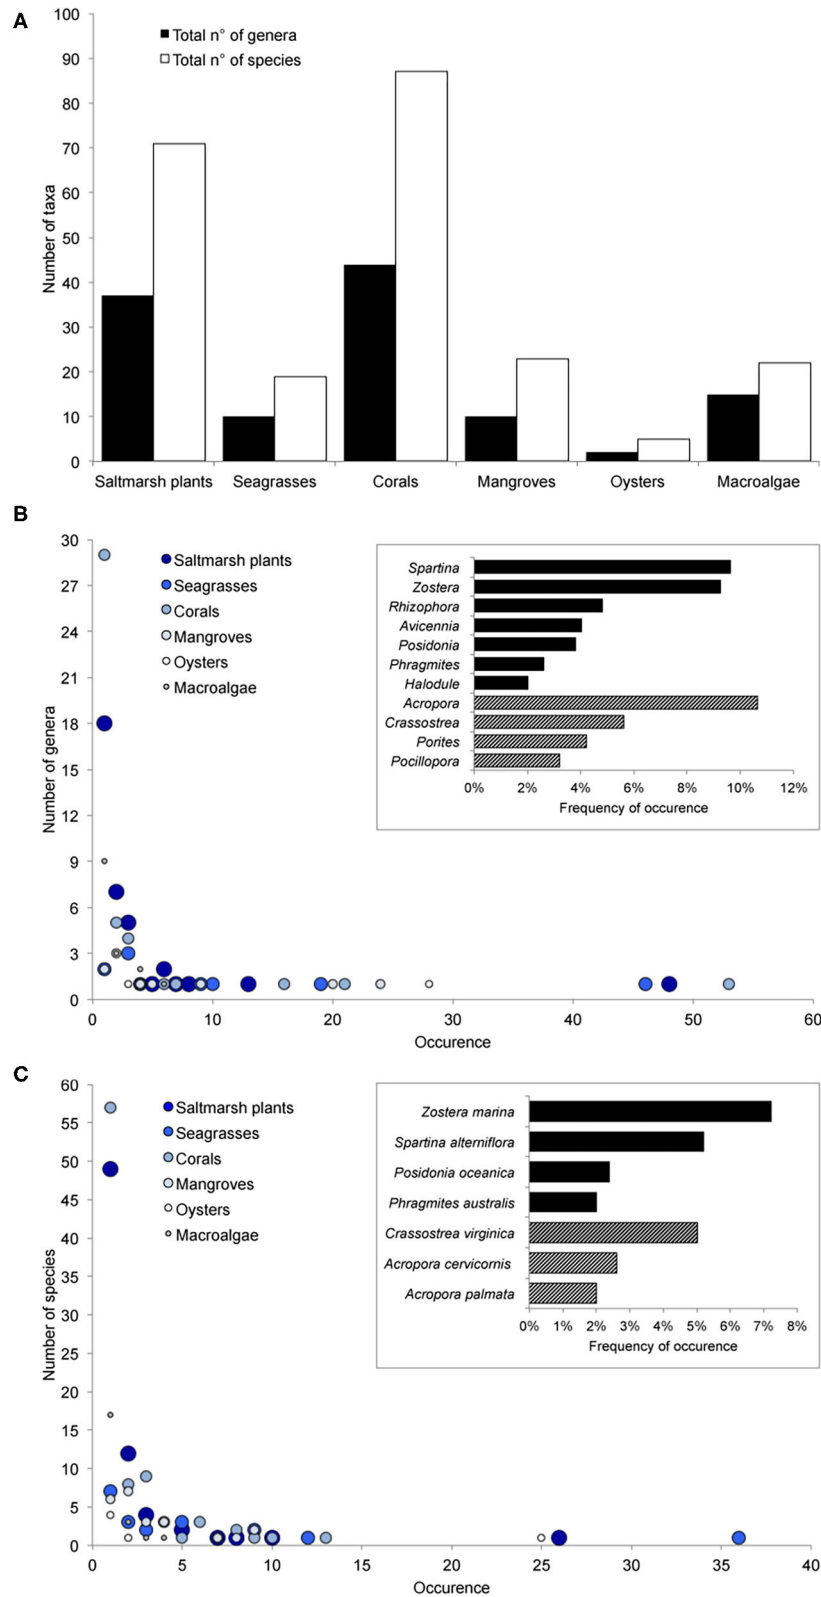 A
100
90
80
70
60
50
40
30
20
10
0
Number of taxa
Total n° of genera
Total n° of species
Saltmarsh plants
Seagrasses
Corals
Mangroves
Oysters
Macroalgae
B
30
27
24
21
18
15
12
9
6
3
0
Number of genera
Saltmarsh plants
Seagrasses
Corals
Mangroves
Oysters
Macroalgae
Spartina
Zostera
Rhizophora
Avicennia
Posidonia
Phragmites
Halodule
Acropora
Crassostrea
Porites
Pocillopora
0% 2% 4% 6% 8% 10% 12%
Frequency of occurence
0 10 20 30 40 50 60
Occurence
C
60
55
50
45
40
35
30
25
20
15
10
5
0
Number of species
Saltmarsh plants
Seagrasses
Corals
Mangroves
Oysters
Macroalgae
Zostera marina
Spartina alterniflora
Posidonia oceanica
Phragmites australis
Crassostrea virginica
Acropora cervicornis
Acropora palmata
0% 1% 2% 3% 4% 5% 6% 7% 8%
Frequency of occurence
0 5 10 15 20 25 30 35 40
Occurence